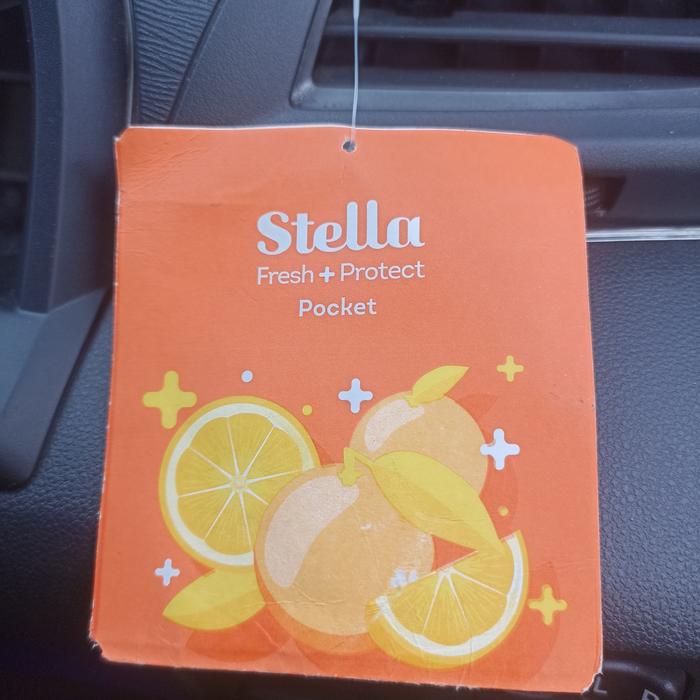 Stella
Fresh + Protect
Pocket